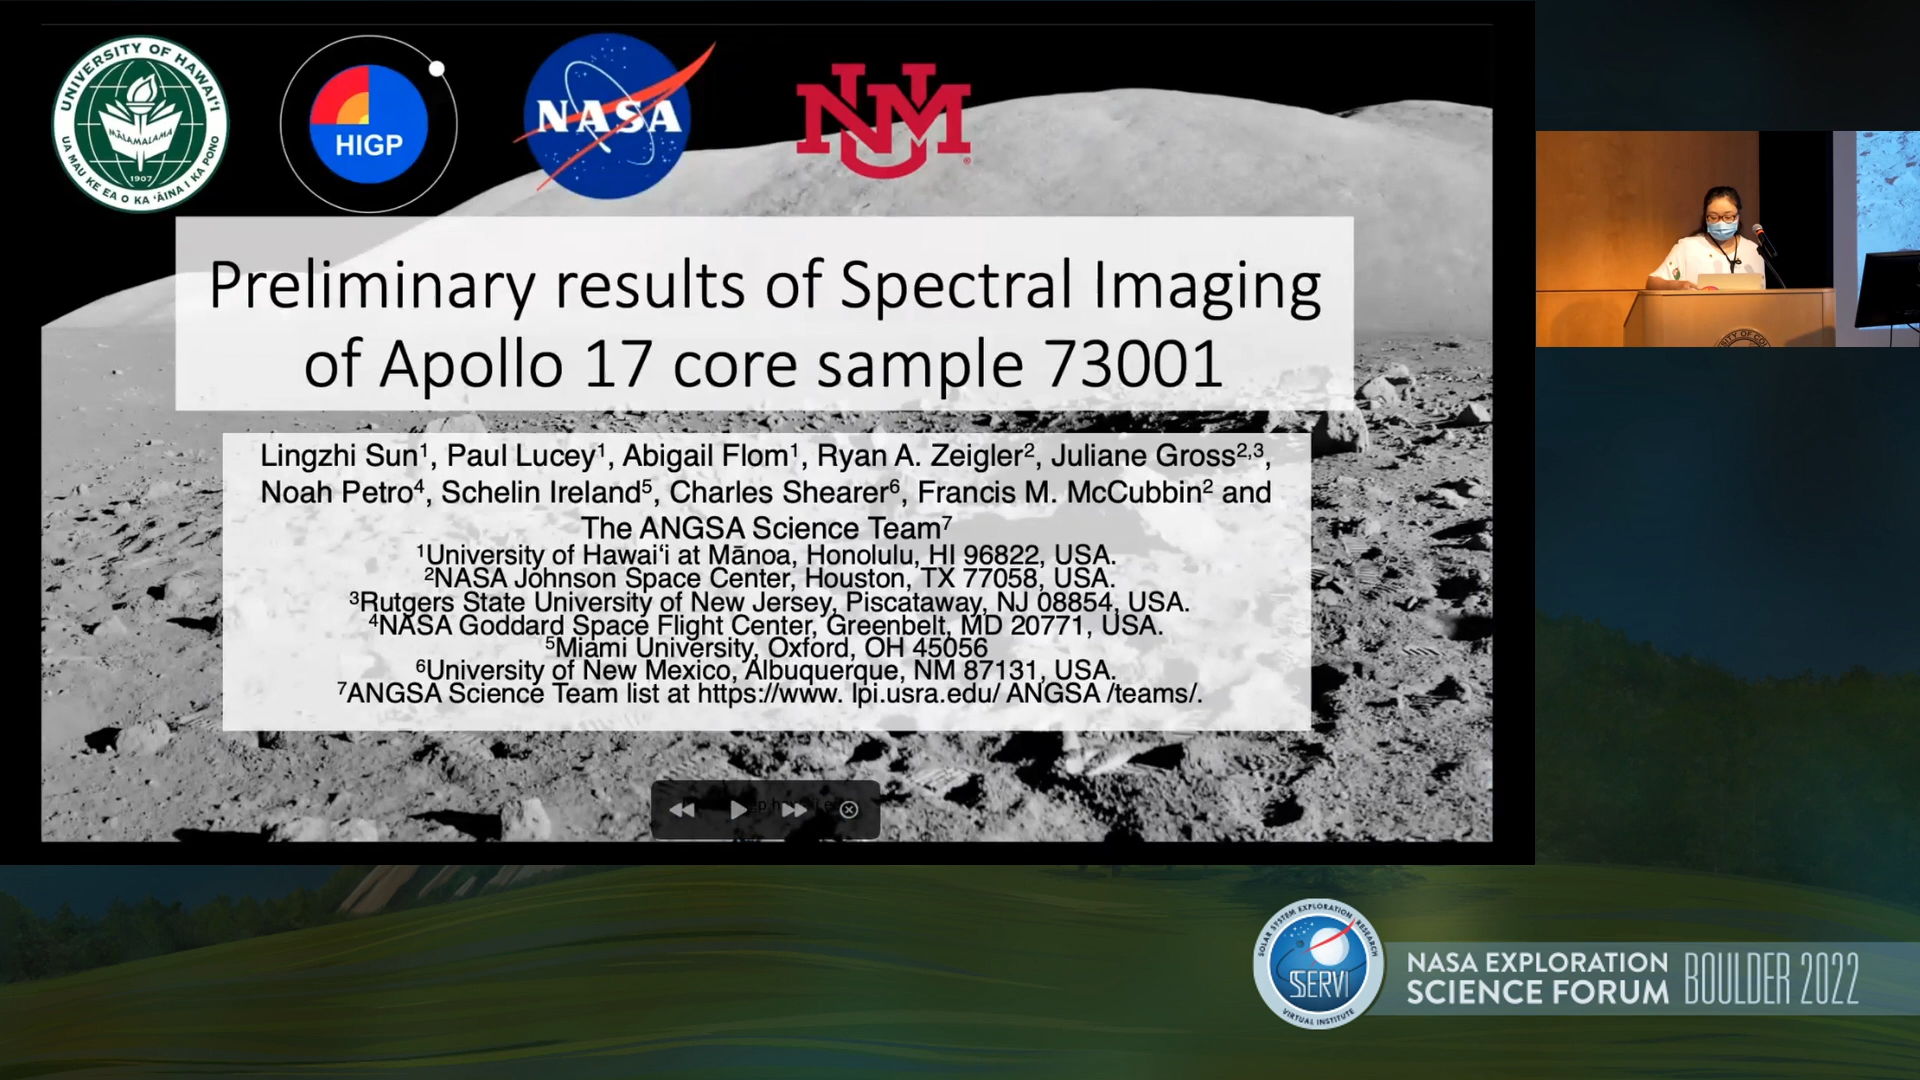 UNIVERSITY OF HAWAI'I
MĀLAMALAMA
1907
UA MAU KE EA O KA 'ĀINA I KA PONO
HIGP
NASA
UNM
Preliminary results of Spectral Imaging
of Apollo 17 core sample 73001
Lingzhi Sun1, Paul Lucey1, Abigail Flom1, Ryan A. Zeigler2, Juliane Gross2,3,
Noah Petro4, Schelin Ireland5, Charles Shearer6, Francis M. McCubbin2 and
The ANGSA Science Team7
1University of Hawai‘i at Mānoa, Honolulu, HI 96822, USA.
2NASA Johnson Space Center, Houston, TX 77058, USA.
3Rutgers State University of New Jersey, Piscataway, NJ 08854, USA.
4NASA Goddard Space Flight Center, Greenbelt, MD 20771, USA.
5Miami University, Oxford, OH 45056
6University of New Mexico, Albuquerque, NM 87131, USA.
7ANGSA Science Team list at https://www. lpi.usra.edu/ ANGSA /teams/.
SOLAR SYSTEM EXPLORATION RESEARCH
SSERVI
VIRTUAL INSTITUTE
NASA EXPLORATION
SCIENCE FORUM
BOULDER 2022